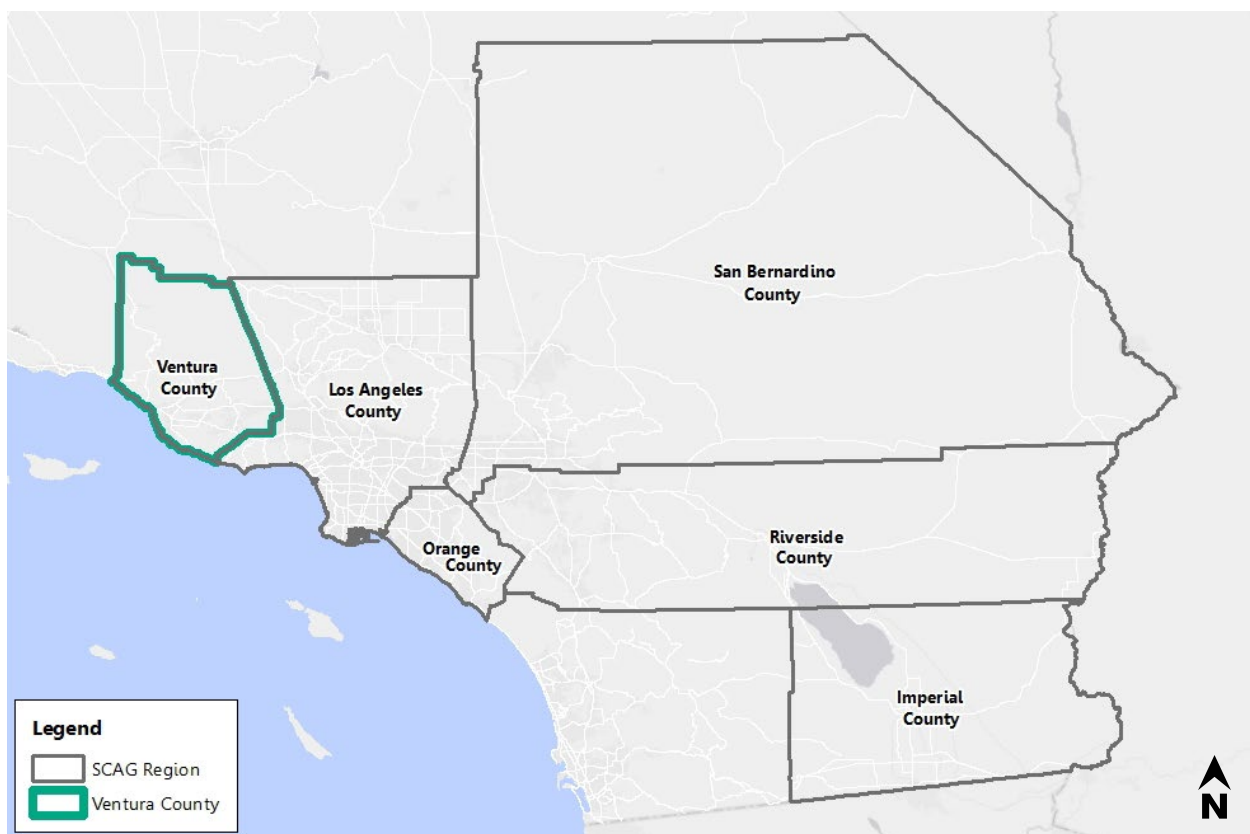 San Bernardino
County
Ventura
County
Los Angeles
County
Riverside
County
Orange
County
Imperial
County
Legend
SCAG Region
Ventura County
N